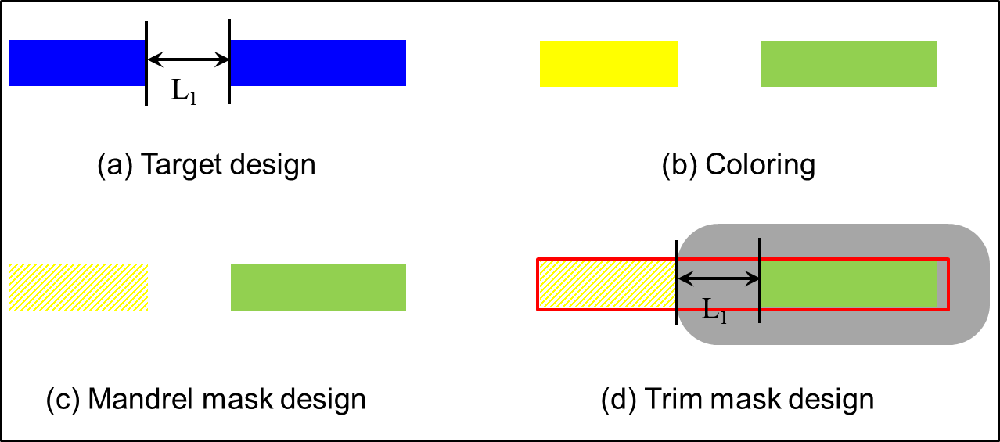 L1
(a) Target design
(b) Coloring
L1
(c) Mandrel mask design
(d) Trim mask design